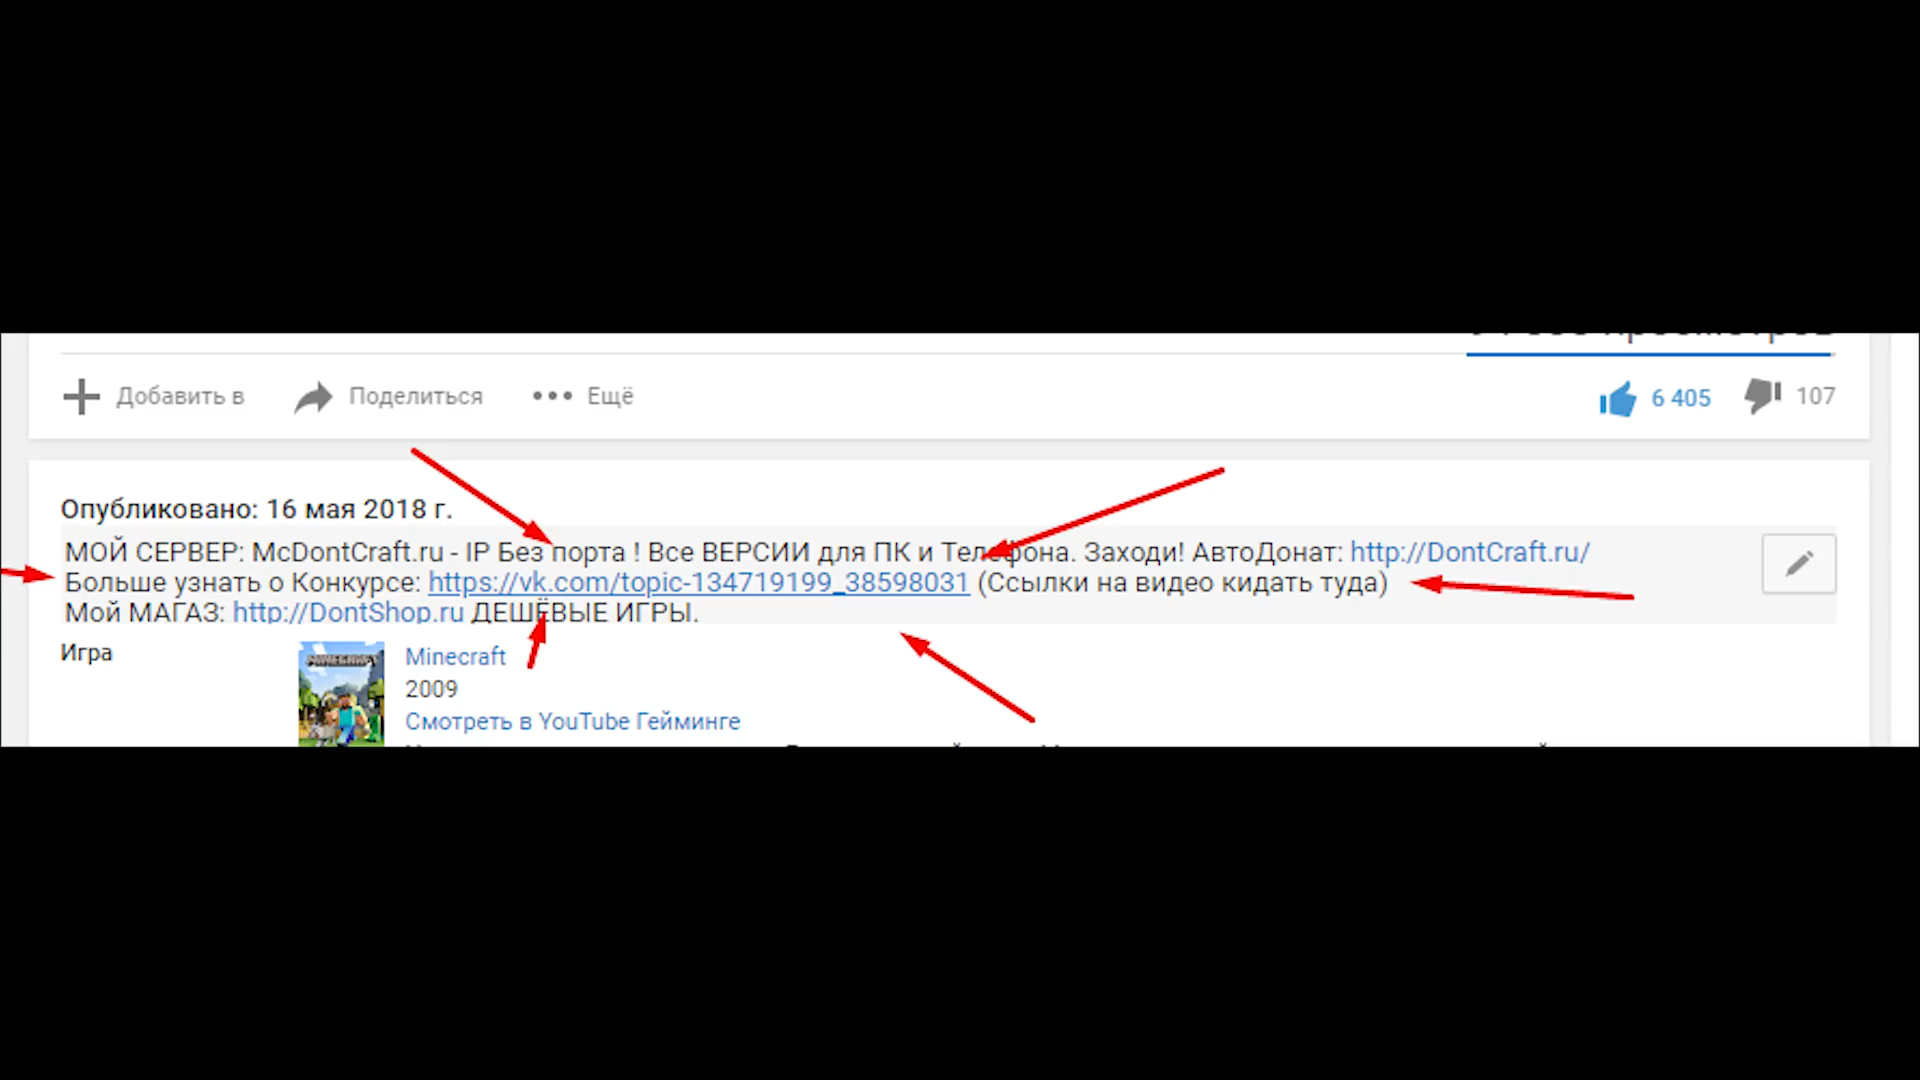 Добавить в
Поделиться
Ещё
6 405
107
Опубликовано: 16 мая 2018 г.
МОЙ СЕРВЕР: McDontCraft.ru - IP Без порта ! Все ВЕРСИИ для ПК и Телефона. Заходи! АвтоДонат: http://DontCraft.ru/
Больше узнать о Конкурсе: https://vk.com/topic-134719199_38598031 (Ссылки на видео кидать туда)
Мой МАГАЗ: http://DontShop.ru ДЕШЁВЫЕ ИГРЫ.
Игра
MINECRAFT
Minecraft
2009
Смотреть в YouTube Гейминге